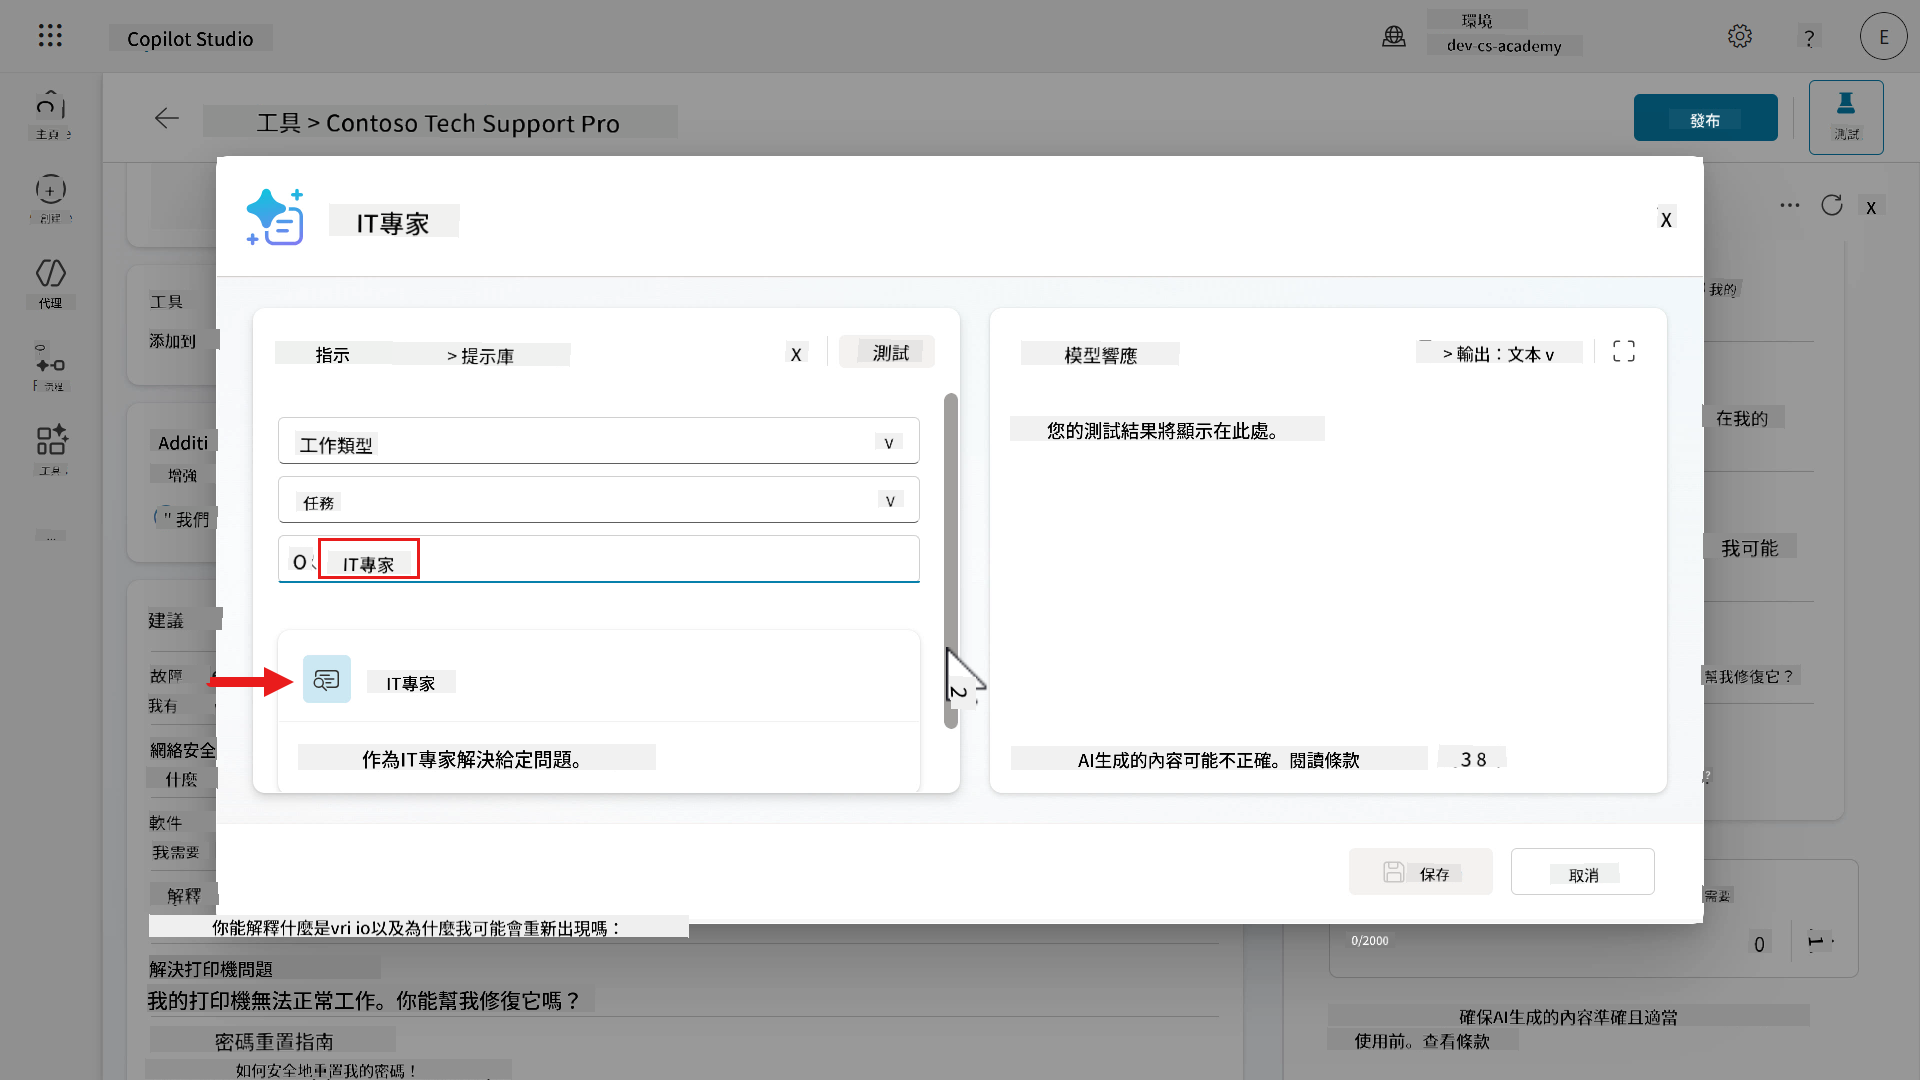 Copilot Studio
環境
dev-cs-academy
?
E
主頁
工具 > Contoso Tech Support Pro
發布
測試
代理
流程
工具
...
工具
添加到
Additi
增強
我們
建議
故障
我有
網絡安全
什麼
軟件
我需要
解釋
你能解釋什麼是vri io以及為什麼我可能會重新出現嗎：
解決打印機問題
我的打印機無法正常工作。你能幫我修復它嗎？
密碼重置指南
如何安全地重置我的密碼！
IT專家
X
指示
> 提示庫
X
測試
工作類型
v
任務
v
IT專家
IT專家
作為IT專家解決給定問題。
模型響應
> 輸出：文本 v
您的測試結果將顯示在此處。
AI生成的內容可能不正確。閱讀條款
3 8
2
保存
取消
... X
我的
在我的
我可能
幫我修復它？
需要
0/2000
0
確保AI生成的內容準確且適當
使用前。查看條款